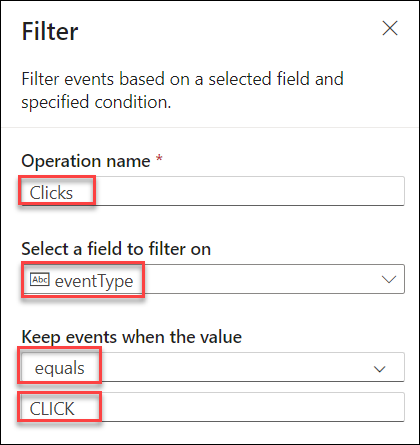 Filter
Filter events based on a selected field and
specified condition.
Operation name *
Clicks
Select a field to filter on
Abc eventType
Keep events when the value
equals
CLICK